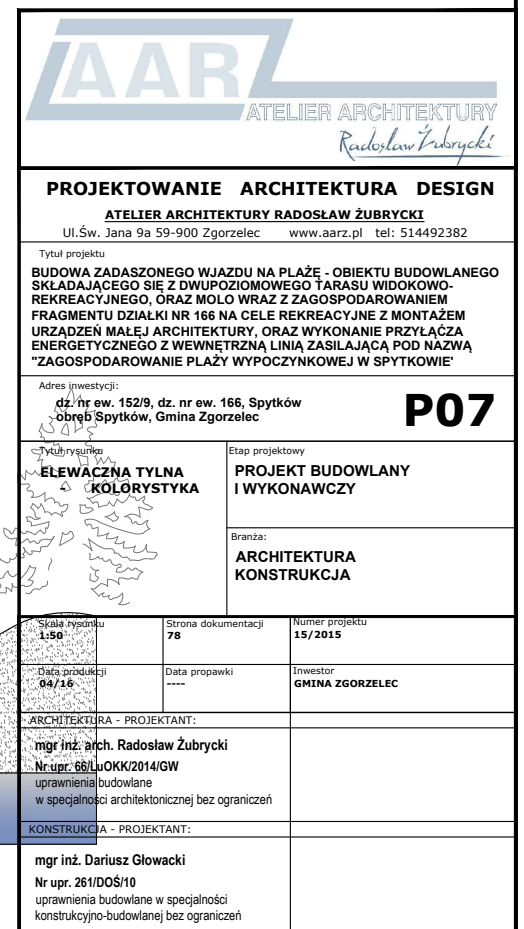 AAR
ATELIER ARCHITEKTURY
Radosław Żubrycki
PROJEKTOWANIE ARCHITEKTURA DESIGN
ATELIER ARCHITEKTURY RADOSŁAW ŻUBRYCKI
Ul.Św. Jana 9a 59-900 Zgorzelec www.aarz.pl tel: 514492382
Tytuł projektu
BUDOWA ZADASZONEGO WJAZDU NA PLAŻĘ - OBIEKTU BUDOWLANEGO
SKŁADAJĄCEGO SIĘ Z DWUPOZIOMOWEGO TARASU WIDOKOWO-
REKREACYJNEGO, ORAZ MOLO WRAZ Z ZAGOSPODAROWANIEM
FRAGMENTU DZIAŁKI NR 166 NA CELE REKREACYJNE Z MONTAŻEM
URZĄDZEŃ MAŁEJ ARCHITEKTURY, ORAZ WYKONANIE PRZYŁĄCZA
ENERGETYCZNEGO Z WEWNĘTRZNĄ LINIĄ ZASILAJĄCĄ POD NAZWĄ
"ZAGOSPODAROWANIE PLAŻY WYPOCZYNKOWEJ W SPYTKOWIE'
Adres inwestycji:
dz. nr ew. 152/9, dz. nr ew. 166, Spytków
obręb Spytków, Gmina Zgorzelec
P07
Tytuł rysunku
ELEWACZNA TYLNA
- KOLORYSTYKA
Etap projektowy
PROJEKT BUDOWLANY
I WYKONAWCZY
Branża:
ARCHITEKTURA
KONSTRUKCJA
Skala rysunku
1:50
Strona dokumentacji
78
Numer projektu
15/2015
Data produkcji
04/16
Data propawki
----
Inwestor
GMINA ZGORZELEC
ARCHITEKTURA - PROJEKTANT:
mgr inż. arch. Radosław Żubrycki
Nr upr. 66/LuOKK/2014/GW
uprawnienia budowlane
w specjalności architektonicznej bez ograniczeń
KONSTRUKCJA - PROJEKTANT:
mgr inż. Dariusz Głowacki
Nr upr. 261/DOŚ/10
uprawnienia budowlane w specjalności
konstrukcyjno-budowlanej bez ograniczeń